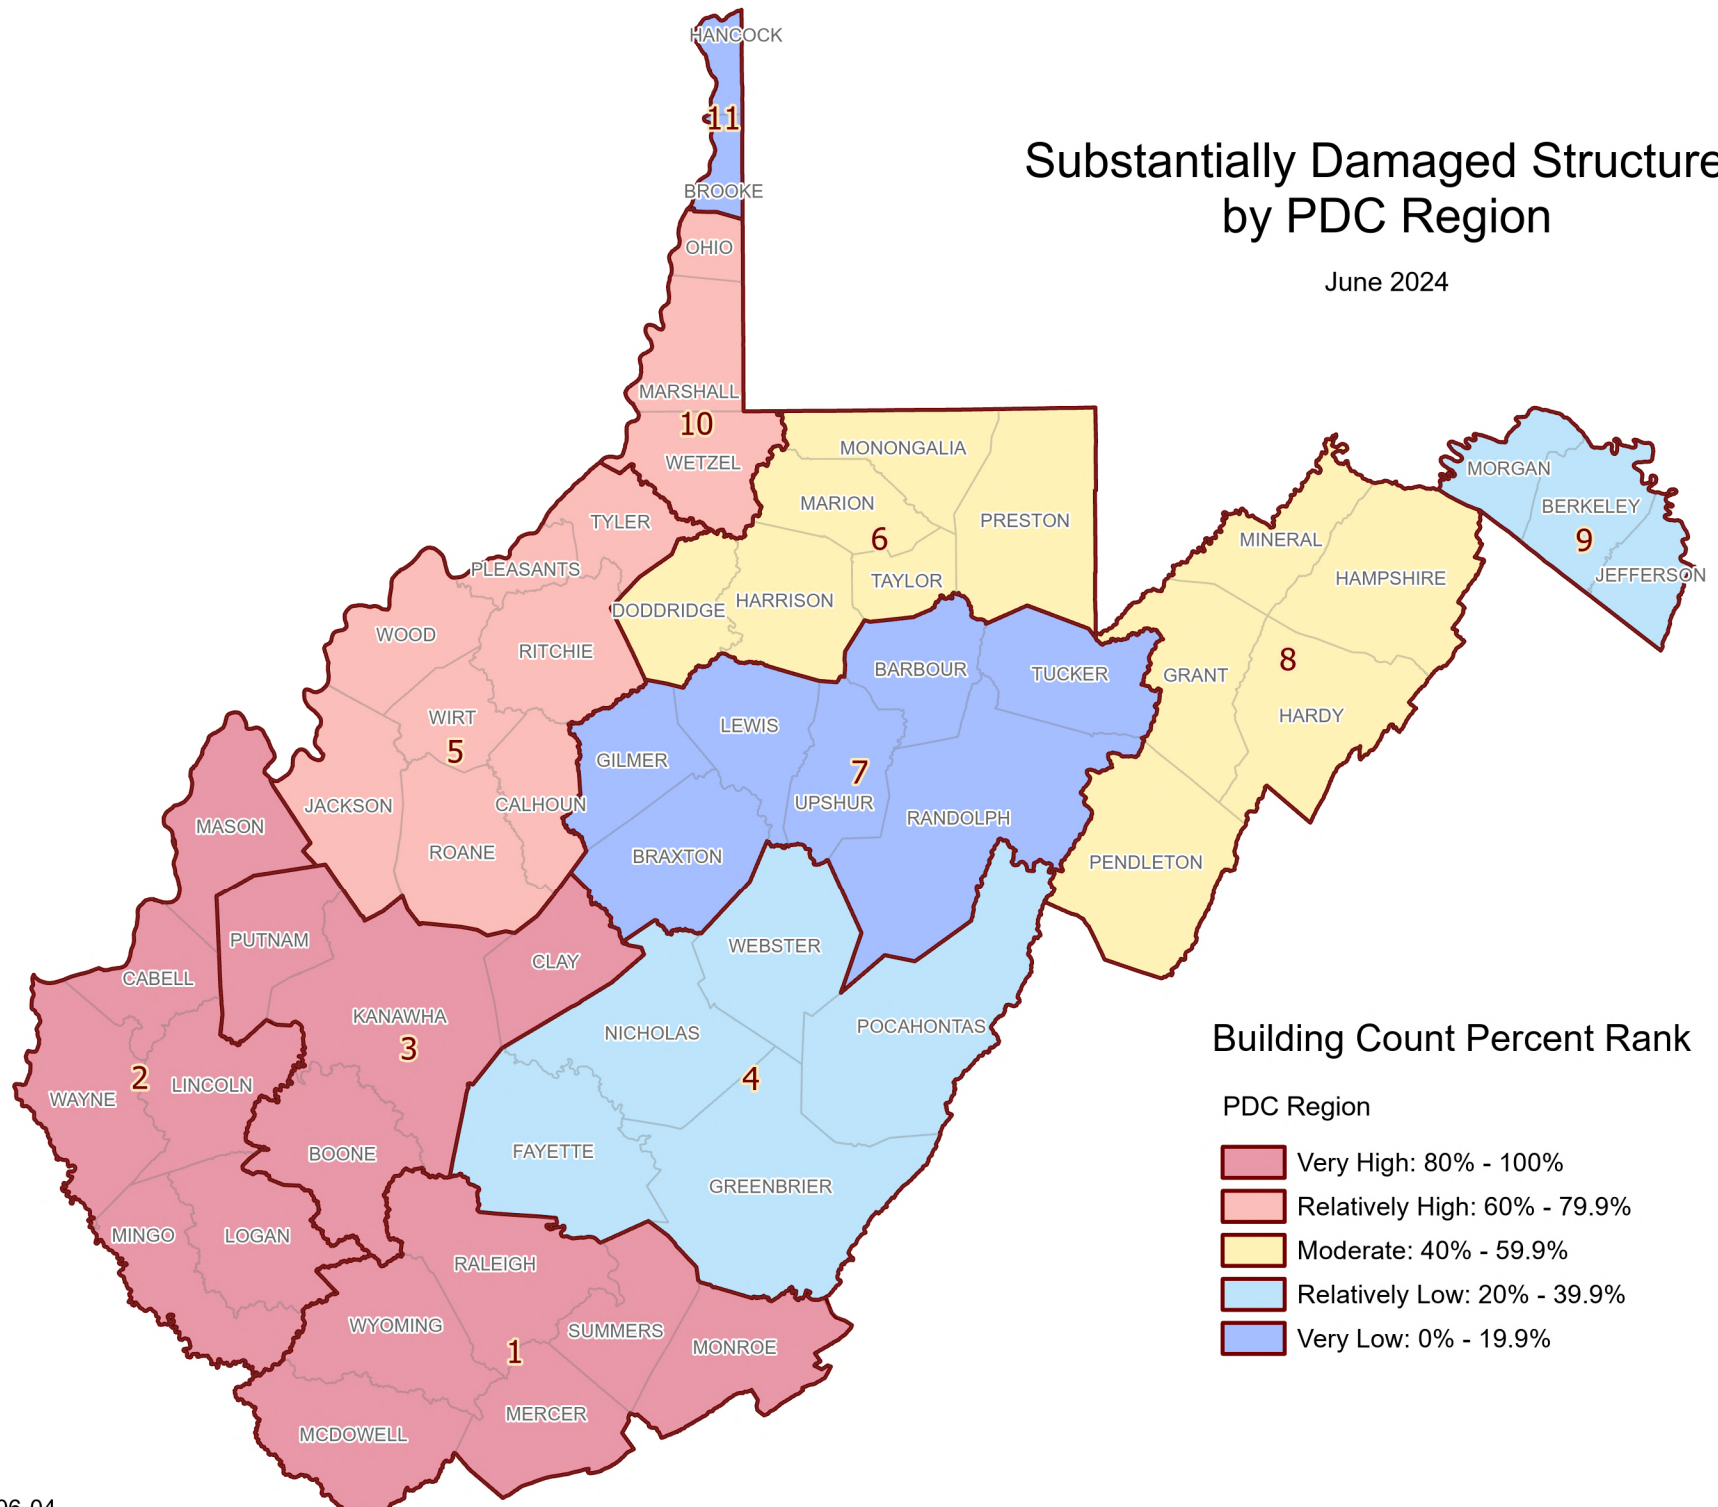 HANCOCK
11
BROOKE
Substantially Damaged Structure
by PDC Region
June 2024
OHIO
MARSHALL
10
WETZEL
MONONGALIA
MARION
6
PRESTON
TAYLOR
DODDRIDGE
HARRISON
TYLER
PLEASANTS
WOOD
RITCHIE
WIRT
5
JACKSON
CALHOUN
ROANE
MORGAN
BERKELEY
9
JEFFERSON
MINERAL
HAMPSHIRE
8
GRANT
HARDY
PENDLETON
BARBOUR
TUCKER
LEWIS
GILMER
7
UPSHUR
RANDOLPH
BRAXTON
MASON
PUTNAM
CABELL
CLAY
KANAWHA
3
2
LINCOLN
WAYNE
BOONE
MINGO
LOGAN
WEBSTER
NICHOLAS
POCAHONTAS
4
FAYETTE
GREENBRIER
RALEIGH
WYOMING
SUMMERS
1
MONROE
MERCER
MCDOWELL
Building Count Percent Rank
PDC Region
Very High: 80% - 100%
Relatively High: 60% - 79.9%
Moderate: 40% - 59.9%
Relatively Low: 20% - 39.9%
Very Low: 0% - 19.9%